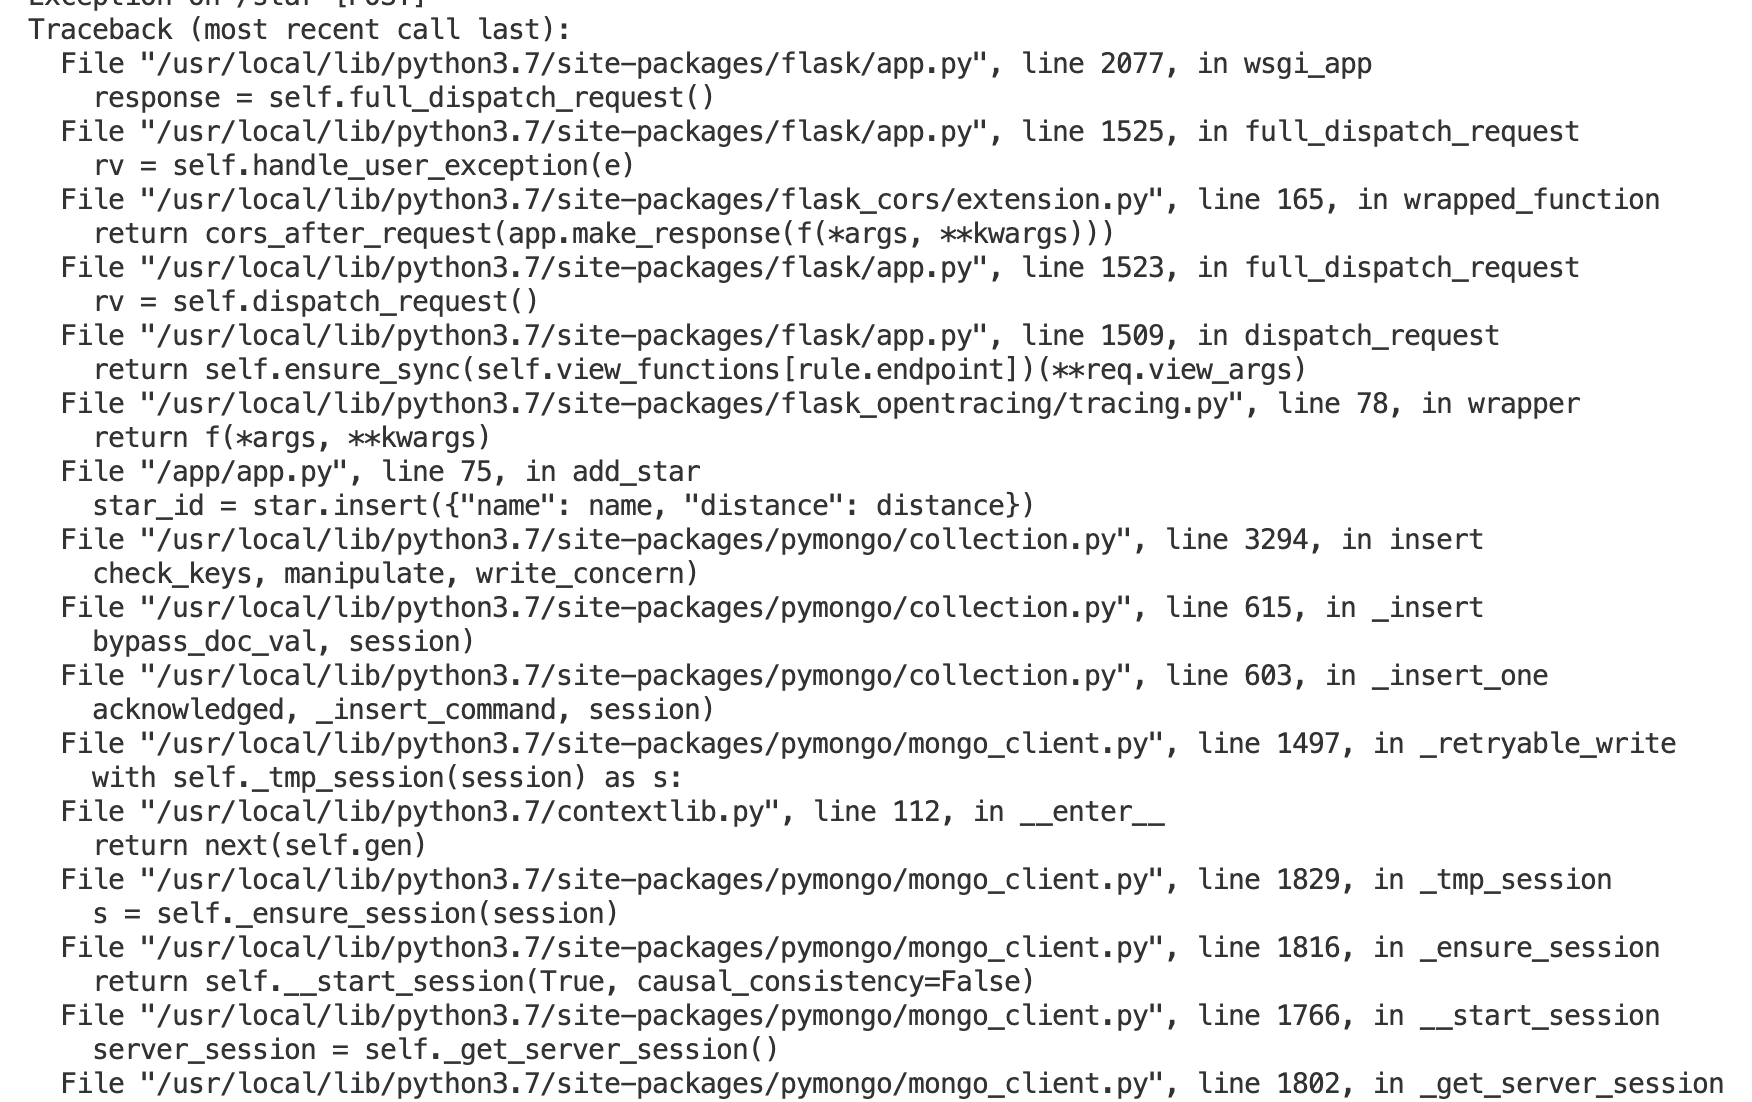 Exception on /star [POST]
Traceback (most recent call last):
  File "/usr/local/lib/python3.7/site-packages/flask/app.py", line 2077, in wsgi_app
    response = self.full_dispatch_request()
  File "/usr/local/lib/python3.7/site-packages/flask/app.py", line 1525, in full_dispatch_request
    rv = self.handle_user_exception(e)
  File "/usr/local/lib/python3.7/site-packages/flask_cors/extension.py", line 165, in wrapped_function
    return cors_after_request(app.make_response(f(*args, **kwargs)))
  File "/usr/local/lib/python3.7/site-packages/flask/app.py", line 1523, in full_dispatch_request
    rv = self.dispatch_request()
  File "/usr/local/lib/python3.7/site-packages/flask/app.py", line 1509, in dispatch_request
    return self.ensure_sync(self.view_functions[rule.endpoint])(**req.view_args)
  File "/usr/local/lib/python3.7/site-packages/flask_opentracing/tracing.py", line 78, in wrapper
    return f(*args, **kwargs)
  File "/app/app.py", line 75, in add_star
    star_id = star.insert({"name": name, "distance": distance})
  File "/usr/local/lib/python3.7/site-packages/pymongo/collection.py", line 3294, in insert
    check_keys, manipulate, write_concern)
  File "/usr/local/lib/python3.7/site-packages/pymongo/collection.py", line 615, in _insert
    bypass_doc_val, session)
  File "/usr/local/lib/python3.7/site-packages/pymongo/collection.py", line 603, in _insert_one
    acknowledged, _insert_command, session)
  File "/usr/local/lib/python3.7/site-packages/pymongo/mongo_client.py", line 1497, in _retryable_write
    with self._tmp_session(session) as s:
  File "/usr/local/lib/python3.7/contextlib.py", line 112, in __enter__
    return next(self.gen)
  File "/usr/local/lib/python3.7/site-packages/pymongo/mongo_client.py", line 1829, in _tmp_session
    s = self._ensure_session(session)
  File "/usr/local/lib/python3.7/site-packages/pymongo/mongo_client.py", line 1816, in _ensure_session
    return self.__start_session(True, causal_consistency=False)
  File "/usr/local/lib/python3.7/site-packages/pymongo/mongo_client.py", line 1766, in __start_session
    server_session = self._get_server_session()
  File "/usr/local/lib/python3.7/site-packages/pymongo/mongo_client.py", line 1802, in _get_server_session